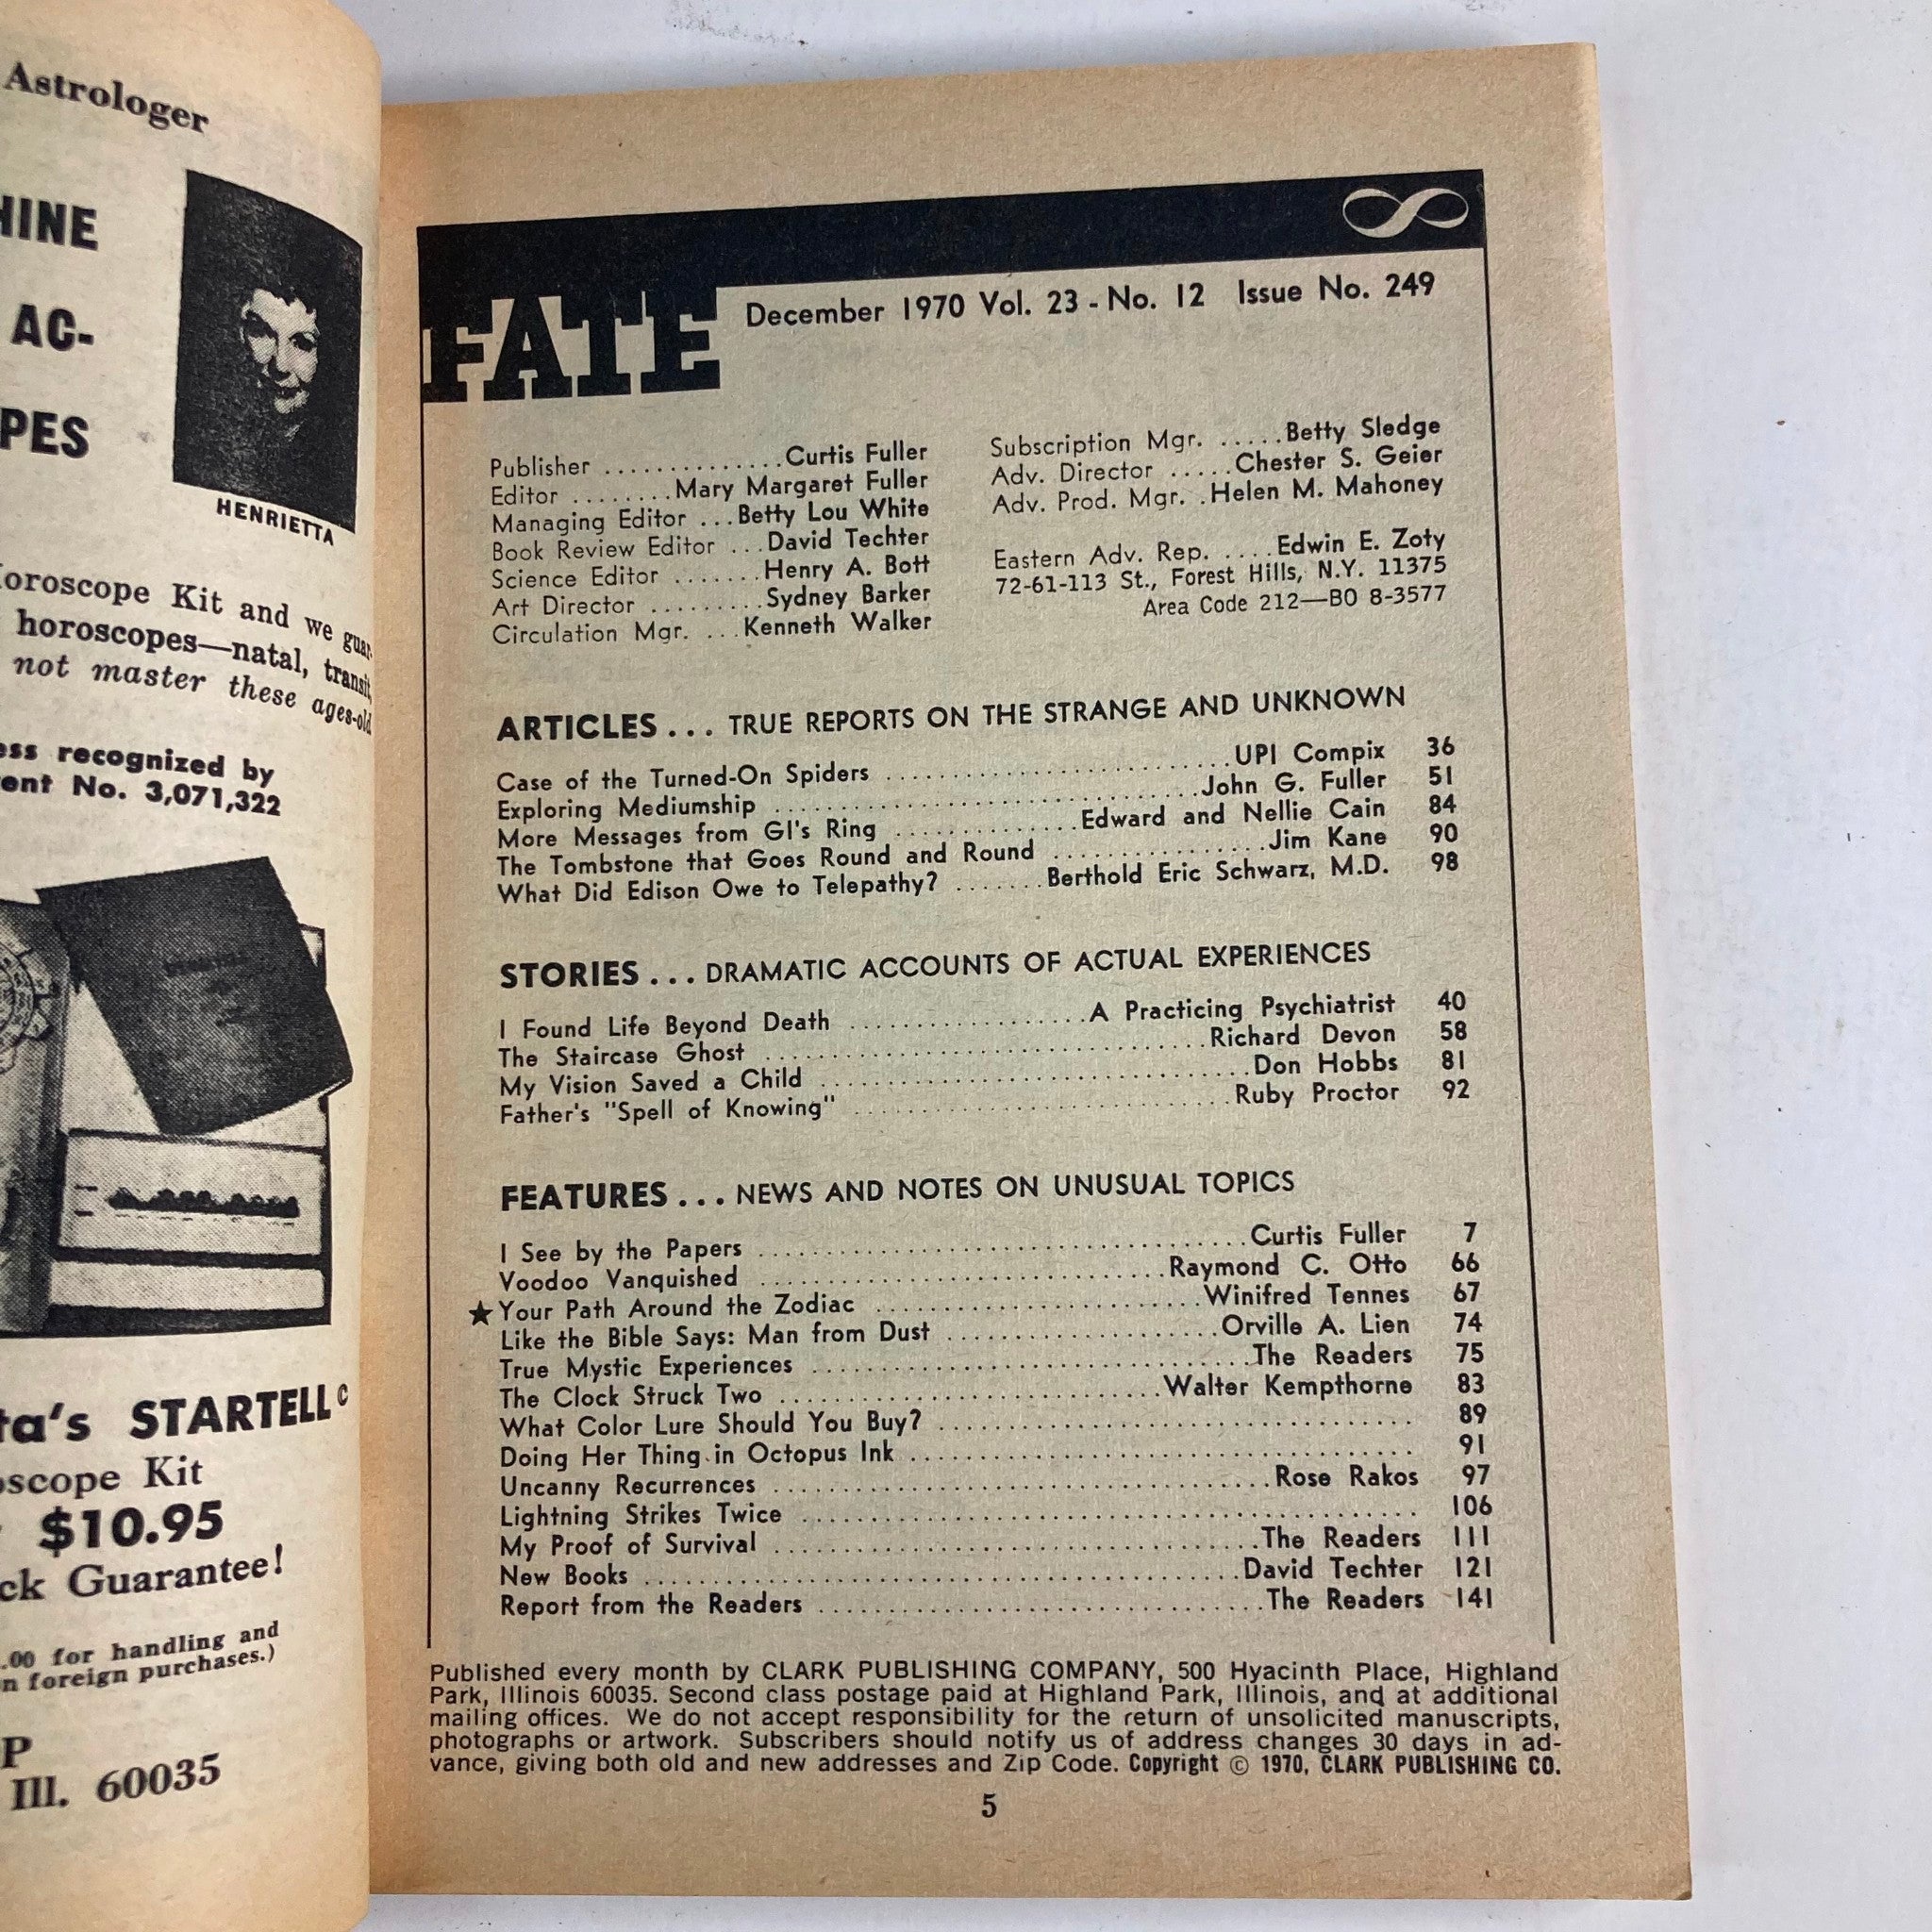 Astrologer
HINE
AC-
PES
HENRIETTA
oroscope Kit and we guar-
horoscopes—natal, transit,
not master these ages-old
ess recognized by
ent No. 3,071,322
ta's STARTELL
oscope Kit
$10.95
ck Guarantee!
.00 for handling and
n foreign purchases.)
P
Ill. 60035
FATE
December 1970 Vol. 23 - No. 12 Issue No. 249
Publisher ..............Curtis Fuller
Editor ........Mary Margaret Fuller
Managing Editor ...Betty Lou White
Book Review Editor ...David Techter
Science Editor .......Henry A. Bott
Art Director .........Sydney Barker
Circulation Mgr. ...Kenneth Walker
Subscription Mgr. .....Betty Sledge
Adv. Director .....Chester S. Geier
Adv. Prod. Mgr. .Helen M. Mahoney
Eastern Adv. Rep. ....Edwin E. Zoty
72-61-113 St., Forest Hills, N.Y. 11375
Area Code 212—BO 8-3577
ARTICLES... TRUE REPORTS ON THE STRANGE AND UNKNOWN
Case of the Turned-On Spiders ..........................UPI Compix 36
Exploring Mediumship ................................John G. Fuller 51
More Messages from GI's Ring ..............Edward and Nellie Cain 84
The Tombstone that Goes Round and Round ................Jim Kane 90
What Did Edison Owe to Telepathy? .......Berthold Eric Schwarz, M.D. 98
STORIES... DRAMATIC ACCOUNTS OF ACTUAL EXPERIENCES
I Found Life Beyond Death ..................A Practicing Psychiatrist 40
The Staircase Ghost .................................Richard Devon 58
My Vision Saved a Child ................................Don Hobbs 81
Father's "Spell of Knowing" ............................Ruby Proctor 92
FEATURES... NEWS AND NOTES ON UNUSUAL TOPICS
I See by the Papers .....................................Curtis Fuller 7
Voodoo Vanquished ...............................Raymond C. Otto 66
★Your Path Around the Zodiac .........................Winifred Tennes 67
Like the Bible Says: Man from Dust .....................Orville A. Lien 74
True Mystic Experiences .................................The Readers 75
The Clock Struck Two .............................Walter Kempthorne 83
What Color Lure Should You Buy? .................................... 89
Doing Her Thing in Octopus Ink ...................................... 91
Uncanny Recurrences .....................................Rose Rakos 97
Lightning Strikes Twice ............................................... 106
My Proof of Survival .....................................The Readers 111
New Books .............................................David Techter 121
Report from the Readers ..................................The Readers 141
Published every month by CLARK PUBLISHING COMPANY, 500 Hyacinth Place, Highland
Park, Illinois 60035. Second class postage paid at Highland Park, Illinois, and at additional
mailing offices. We do not accept responsibility for the return of unsolicited manuscripts,
photographs or artwork. Subscribers should notify us of address changes 30 days in ad-
vance, giving both old and new addresses and Zip Code. Copyright © 1970, CLARK PUBLISHING CO.
5